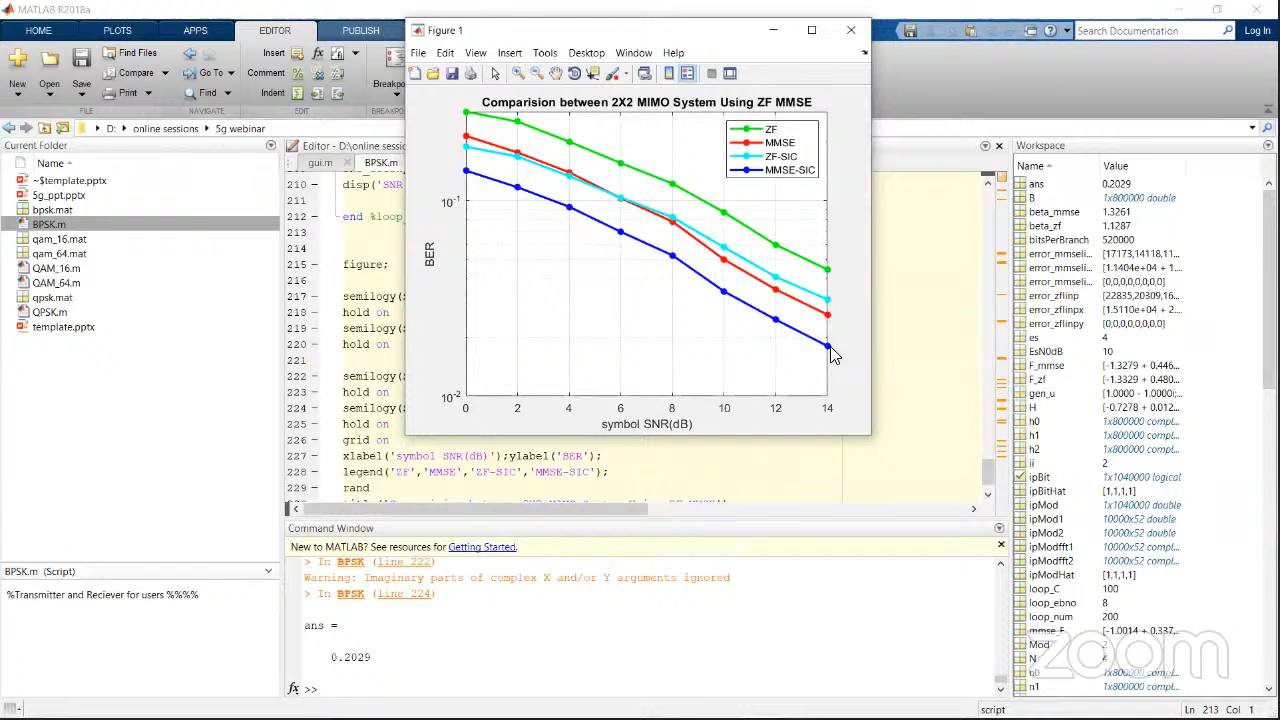 MATLAB R2018a
HOME PLOTS APPS EDITOR PUBLISH
Search Documentation Log In
New Open Save
Find Files
Compare
Print
Go To
Insert
Comment
Indent
Breakpo
FILE NAVIGATE EDIT
D: online sessions 5g webinar
Current Folder
Name
~$template.pptx
5g_ppt.pptx
bpsk.mat
BPSK.m
qam_16.mat
qam_64.mat
QAM_16.m
QAM_64.m
qpsk.mat
QPSK.m
template.pptx
BPSK.m (Script)
%Transmitter and Reciever for users %%%%
Editor - D:\online sess
gui.m BPSK.m
210 disp('SNR
211
212 end %loop
213
214
215 figure;
216
217 semilogy(S
218 hold on
219 semilogy(S
220 hold on
221
222 semilogy(S
223 hold on
224 semilogy(S
225 hold on
226 grid on
227 xlabel('symbol SNR(dB)');ylabel('BER');
228 legend('ZF','MMSE','ZF-SIC','MMSE-SIC');
229 rand
Figure 1
File Edit View Insert Tools Desktop Window Help
Comparision between 2X2 MIMO System Using ZF MMSE
ZF
MMSE
ZF-SIC
MMSE-SIC
10-1
BER
10-2
0 2 4 6 8 10 12 14
symbol SNR(dB)
Command Window
New to MATLAB? See resources for Getting Started.
> In BPSK (line_222)
Warning: Imaginary parts of complex X and/or Y arguments ignored
> In BPSK (line_224)
ans =
0.2029
fx >>
Workspace
Name Value
ans 0.2029
B 1x800000 double
beta_mmse 1.3261
beta_zf 1.1287
bitsPerBranch 520000
error_mmseli... [17173,14118,11...
error_mmseli... [1.1404e+04 + 1...
error_mmseli... [0,0,0,0,0,0,0,0]
error_zflinp [22835,20309,16...
error_zflinpx [1.5110e+04 + 2...
error_zflinpy [0,0,0,0,0,0,0,0]
es 4
EsN0dB 10
F_mmse [-1.3279 + 0.446...
F_zf [-1.3329 + 0.480...
gen_u [1.0000 - 1.0000i;...
H [-0.7278 + 0.012...
h0 1x800000 compl...
h1 1x800000 compl...
h2 1x800000 compl...
ii 2
ipBit 1x1040000 logical
ipBitHat [1,1,1,1]
ipMod 1x1040000 double
ipMod1 10000x52 double
ipMod2 10000x52 double
ipModfft1 10000x52 compl...
ipModfft2 10000x52 compl...
ipModHat [1,1,1,1]
loop_C 100
loop_ebno 8
loop_num 200
mmse_F [-1.0014 + 0.337...
Mod 2
N 4
n0 1x800000 compl...
n1 1x800000 compl...
zoom
script Ln 213 Col 1